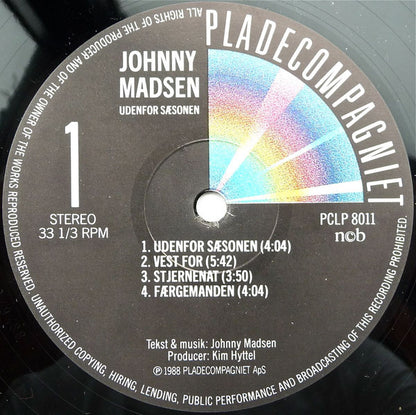 PLADECOMPAGNIET
JOHNNY
MADSEN
UDENFOR SÆSONEN
1
STEREO
33 1/3 RPM
PCLP 8011
ncb
1. UDENFOR SÆSONEN (4:04)
2. VEST FOR (5:42)
3. STJERNENAT (3:50)
4. FÆRGEMANDEN (4:04)
Tekst & musik: Johnny Madsen
Producer: Kim Hyttel
℗ 1988 PLADECOMPAGNIET ApS
ALL RIGHTS OF THE PRODUCER AND OF THE OWNER OF THE WORKS REPRODUCED RESERVED. UNAUTHORIZED COPYING, HIRING, LENDING, PUBLIC PERFORMANCE AND BROADCASTING OF THIS RECORD PROHIBITED.